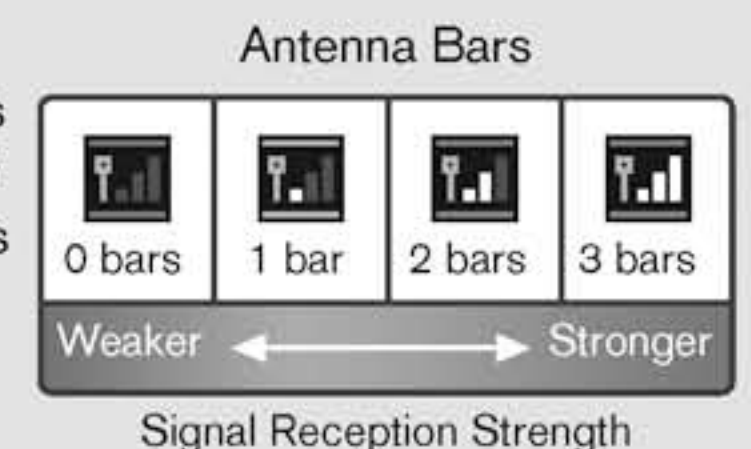 Antenna Bars
0 bars 1 bar 2 bars 3 bars
Weaker Stronger
Signal Reception Strength